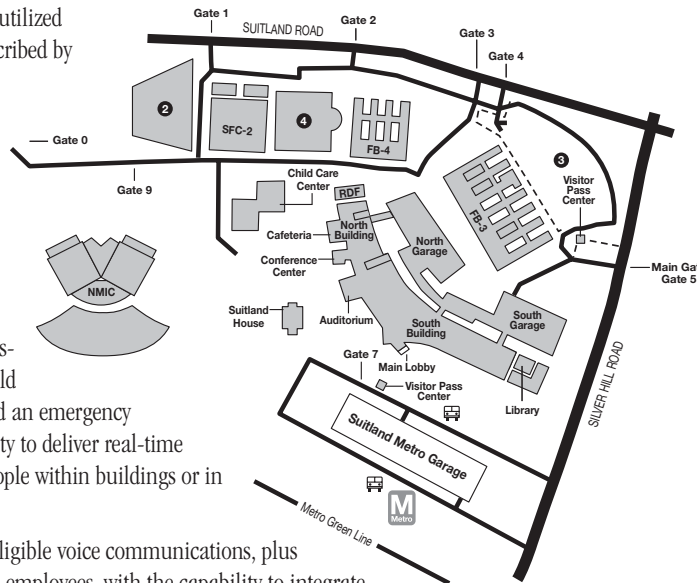 utilized
cribed by
Gate 1
SUITLAND ROAD
Gate 2
Gate 3
Gate 4
2
SFC-2
4
FB-4
3
Gate 0
Gate 9
Child Care
Center
RDF
Visitor
Pass
Center
FB-3
Cafeteria
North
Building
North
Garage
Conference
Center
Main
Gate 5
NMIC
Suitland
House
Auditorium
South
Building
South
Garage
Gate 7
Main Lobby
Visitor Pass
Center
Library
SILVER HILL ROAD
Suitland Metro Garage
M
Metro
Metro Green Line
s-
ld
d an emergency
ty to deliver real-time
ople within buildings or in
ligible voice communications, plus
employees, with the capability to integrate